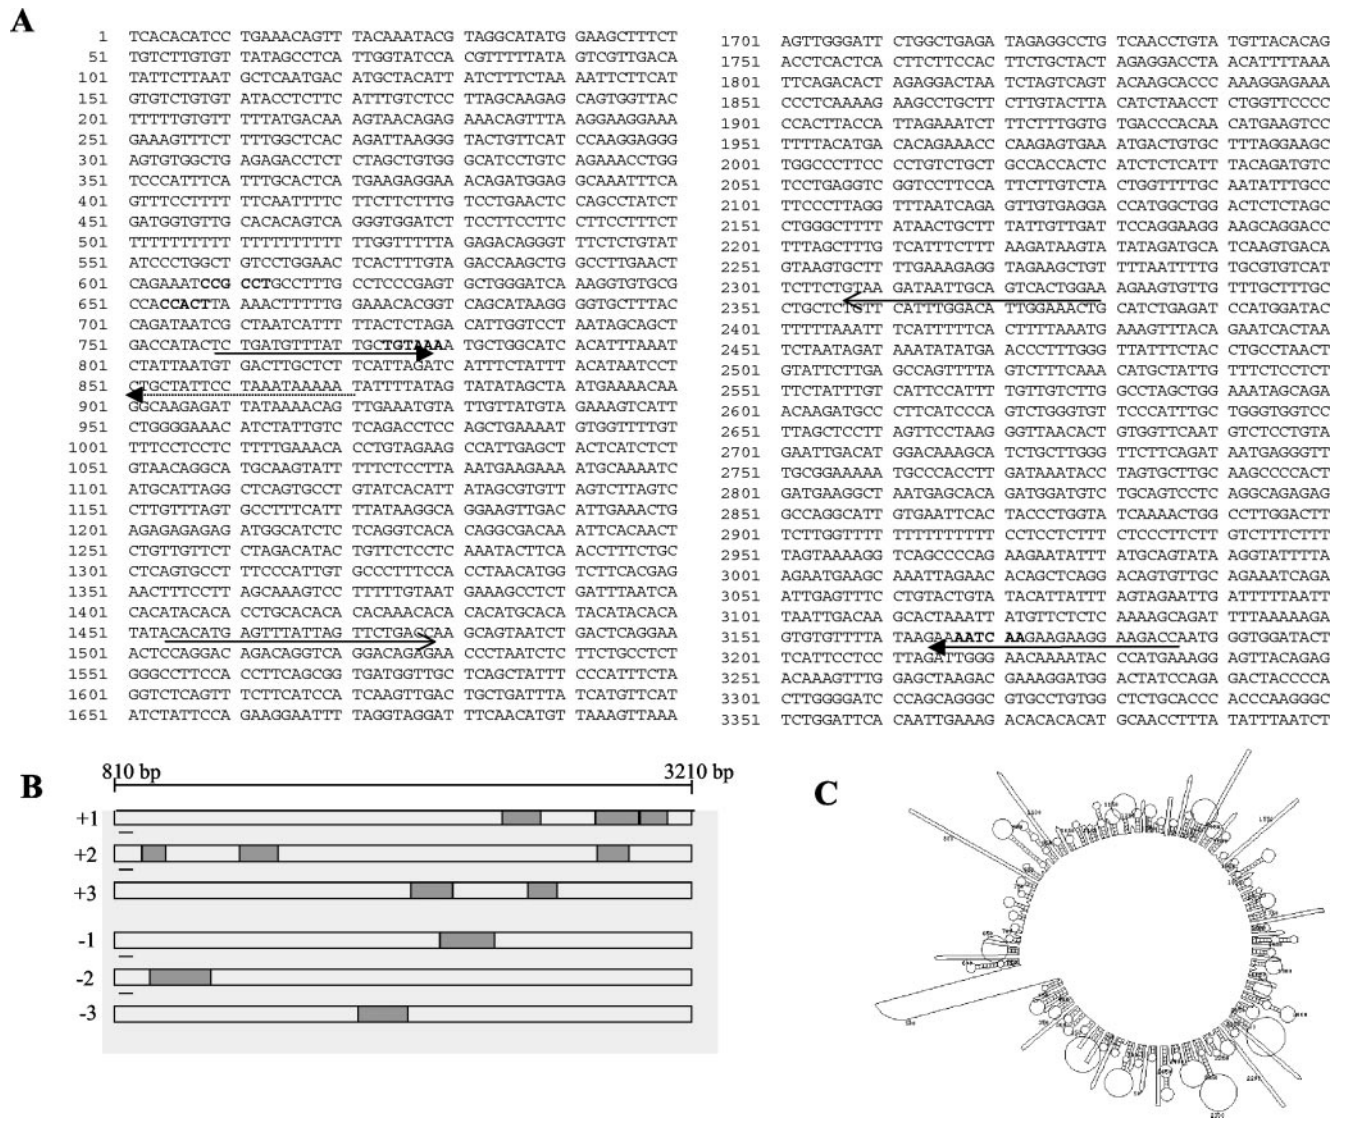 A
1 TCACACATCC TGAAACAGTT TACAAATACG TAGGCATATG GAAGCTTTCT
51 TGTCTTGTGT TATAGCCTCA TTGGTATCCA CGTTTTTATA GTCGTTGACA
101 TATTCTTAAT GCTCAATGAC ATGCTACATT ATCTTTCTAA AATTCTTCAT
151 GTGTCTGTGT ATACCTCTTC ATTTGTCTCC TTAGCAAGAG CAGTGGTTAC
201 TTTTTGTGTT TTTATGACAA AGTAACAGAG AAACAGTTTA AGGAAGGAAA
251 GAAAGTTTCT TTTGGCTCAC AGATTAAGGG TACTGTTCAT CCAAGGAGGG
301 AGTGTGGCTG AGAGACCTCT CTAGCTGTGG GCATCCTGTC AGAAACCTGG
351 TCCCATTTCA TTTGCACTCA TGAAGAGGAA ACAGATGGAG GCAAATTTCA
401 GTTTCCTTTT TTCAATTTTC TTCTTCTTTG TCCTGAACTC CAGCCTATCT
451 GATGGTGTTG CACACAGTCA GGGTGGATCT TCCTTCCTTC CTTCCTTTCT
501 TTTTTTTTTT TTTTTTTTTT TTGGTTTTTA GAGACAGGGT TTCTCTGTAT
551 ATCCCTGGCT GTCCTGGAAC TCACTTTGTA GACCAAGCTG GCCTTGAACT
601 CAGAAATCCG CCTGCCTTTG CCTCCCGAGT GCTGGGATCA AAGGTGTGCG
651 CCACCACTTA AAACTTTTTG GAAACACGGT CAGCATAAGG GGTGCTTTAC
701 CAGATAATCG CTAATCATTT TTACTCTAGA CATTGGTCCT AATAGCAGCT
751 GACCATACTC TGATGTTTAT TGCTGTAAAA TGCTGGCATC ACATTTAAAT
801 CTATTAATGT GACTTGCTCT TCATTAGATC ATTTCTATTT ACATAATCCT
851 CTGCTATTCC TAAATAAAAA TATTTTATAG TATATAGCTA ATGAAAACAA
901 GGCAAGAGAT TATAAAACAG TTGAAATGTA TTGTTATGTA GAAAGTCATT
951 CTGGGGAAAC ATCTATTGTC TCAGACCTCC AGCTGAAAAT GTGGTTTTGT
1001 TTTCCTCCTC TTTTGAAACA CCTGTAGAAG CCATTGAGCT ACTCATCTCT
1051 GTAACAGGCA TGCAAGTATT TTTCTCCTTA AATGAAGAAA ATGCAAAATC
1101 ATGCATTAGG CTCAGTGCCT GTATCACATT ATAGCGTGTT AGTCTTAGTC
1151 CTTGTTTAGT GCCTTTCATT TTATAAGGCA GGAAGTTGAC ATTGAAACTG
1201 AGAGAGAGAG ATGGCATCTC TCAGGTCACA CAGGCGACAA ATTCACAACT
1251 CTGTTGTTCT CTAGACATAC TGTTCTCCTC AAATACTTCA ACCTTTCTGC
1301 CTCAGTGCCT TTCCCATTGT GCCCTTTCCA CCTAACATGG TCTTCACGAG
1351 AACTTTCCTT AGCAAAGTCC TTTTTGTAAT GAAAGCCTCT GATTTAATCA
1401 CACATACACA CCTGCACACA CACAAACACA CACATGCACA TACATACACA
1451 TATACACATG AGTTTATTAG TTCTGAGCAA GCAGTAATCT GACTCAGGAA
1501 ACTCCAGGAC AGACAGGTCA GGACAGAGAA CCCTAATCTC TTCTGCCTCT
1551 GGGCCTTCCA CCTTCAGCGG TGATGGTTGC TCAGCTATTT CCCATTTCTA
1601 GGTCTCAGTT TCTTCATCCA TCAAGTTGAC TGCTGATTTA TCATGTTCAT
1651 ATCTATTCCA GAAGGAATTT TAGGTAGGAT TTCAACATGT TAAAGTTAAA
1701 AGTTGGGATT CTGGCTGAGA TAGAGGCCTG TCAACCTGTA TGTTACACAG
1751 ACCTCACTCA CTTCTTCCAC TTCTGCTACT AGAGGACCTA ACATTTTAAA
1801 TTCAGACACT AGAGGACTAA TCTAGTCAGT ACAAGCACCC AAAGGAGAAA
1851 CCCTCAAAAG AAGCCTGCTT CTTGTACTTA CATCTAACCT CTGGTTCCCC
1901 CCACTTACCA TTAGAAATCT TTCTTTGGTG TGACCCACAA CATGAAGTCC
1951 TTTTACATGA CACAGAAACC CAAGAGTGAA ATGACTGTGC TTTAGGAAGC
2001 TGGCCCTTCC CCTGTCTGCT GCCACCACTC ATCTCTCATT TACAGATGTC
2051 TCCTGAGGTC GGTCCTTCCA TTCTTGTCTA CTGGTTTTGC AATATTTGCC
2101 TTCCCTTAGG TTTAATCAGA GTTGTGAGGA CCATGGCTGG ACTCTCTAGC
2151 CTGGGCTTTT ATAACTGCTT TATTGTTGAT TCCAGGAAGG AAGCAGGACC
2201 TTTAGCTTTG TCATTTCTTT AAGATAAGTA TATAGATGCA TCAAGTGACA
2251 GTAAGTGCTT TTGAAAGAGG TAGAAGCTGT TTTAATTTTG TGCGTGTCAT
2301 TCTTCTGTAA GATAATTGCA GTCACTGGAA AGAAGTGTTG TTTGCTTTGC
2351 CTGCTCTGTT CATTTGGACA TTGGAAACTG CATCTGAGAT CCATGGATAC
2401 TTTTTAAATT TCATTTTTCA CTTTTAAATG AAAGTTTACA GAATCACTAA
2451 TCTAATAGAT AAATATATGA ACCCTTTGGG TTATTTCTAC CTGCCTAACT
2501 GTATTCTTGA GCCAGTTTTA GTCTTTCAAA CATGCTATTG TTTCTCCTCT
2551 TTCTATTTGT CATTCCATTT TGTTGTCTTG GCCTAGCTGG AAATAGCAGA
2601 ACAAGATGCC CTTCATCCCA GTCTGGGTGT TCCCATTTGC TGGGTGGTCC
2651 TTAGCTCCTT AGTTCCTAAG GGTTAACACT GTGGTTCAAT GTCTCCTGTA
2701 GAATTGACAT GGACAAAGCA TCTGCTTGGG TTCTTCAGAT AATGAGGGTT
2751 TGCGGAAAAA TGCCCACCTT GATAAATACC TAGTGCTTGC AAGCCCCACT
2801 GATGAAGGCT AATGAGCACA GATGGATGTC TGCAGTCCTC AGGCAGAGAG
2851 GCCAGGCATT GTGAATTCAC TACCCTGGTA TCAAAACTGG CCTTGGACTT
2901 TCTTGGTTTT TTTTTTTTTT CCTCCTCTTT CTCCCTTCTT GTCTTTCTTT
2951 TAGTAAAAGG TCAGCCCCAG AAGAATATTT ATGCAGTATA AGGTATTTTA
3001 AGAATGAAGC AAATTAGAAC ACAGCTCAGG ACAGTGTTGC AGAAATCAGA
3051 ATTGAGTTTC CTGTACTGTA TACATTATTT TAGTAGAATT GATTTTTAATT
3101 TAATTGACAA GCACTAAATT ATGTTCTCTC AAAAGCAGAT TTTAAAAAGA
3151 GTGTGTTTTA TAAGAAAATC AAGAAGAAGG AAGACCAATG GGTGGATACT
3201 TCATTCCTCC TTAGATTGGG AACAAAATAC CCATGAAAGG AGTTACAGAG
3251 ACAAAGTTTG GAGCTAAGAC GAAAGGATGG ACTATCCAGA GACTACCCCA
3301 CTTGGGGATC CCAGCAGGGC GTGCCTGTGG CTCTGCACCC ACCCAAGGGC
3351 TCTGGATTCA CAATTGAAAG ACACACACAT GCAACCTTTA TATTTAATCT
B
810 bp 3210 bp
+1
+2
+3
-1
-2
-3
C